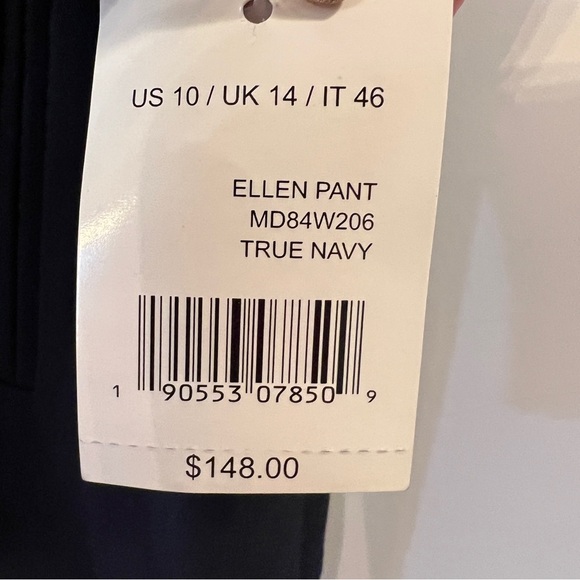 US 10 / UK 14 / IT 46
ELLEN PANT
MD84W206
TRUE NAVY
1 90553 07850 9
$148.00